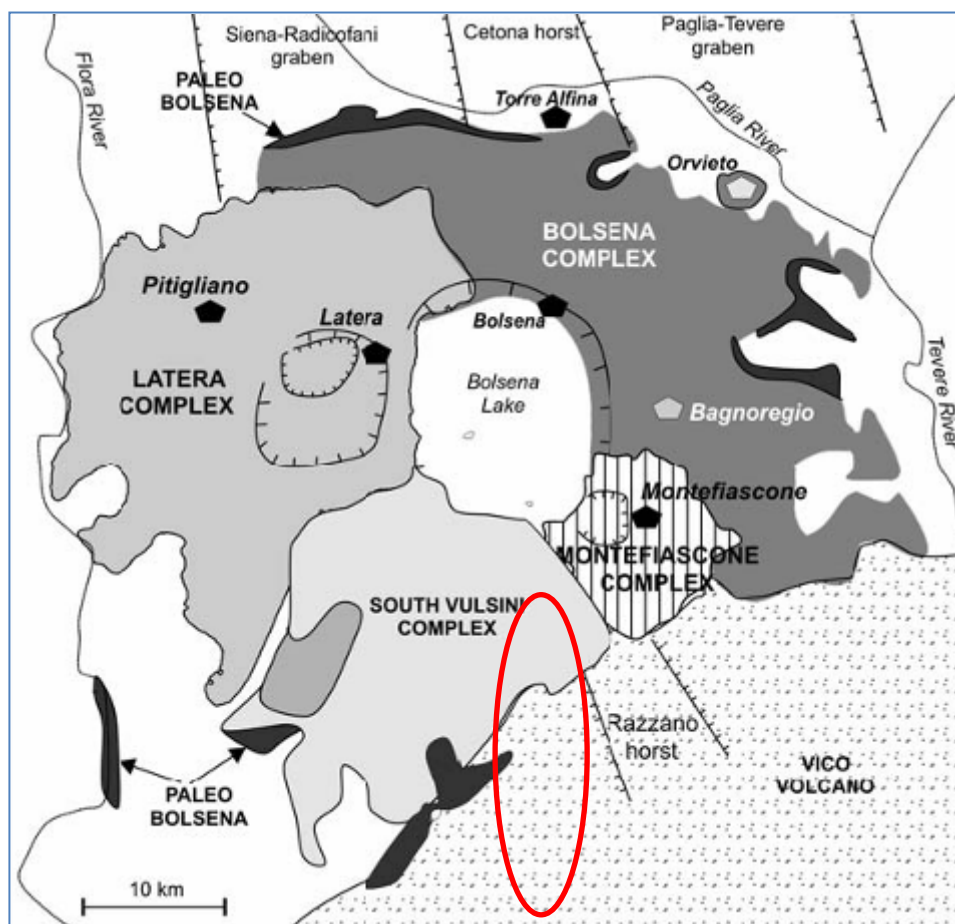 Siena-Radicofani
graben
Cetona horst
Paglia-Tevere
graben
Flora River
PALEO
BOLSENA
Torre Alfina
Paglia River
Orvieto
BOLSENA
COMPLEX
Pitigliano
Latera
Bolsena
Bolsena
Lake
LATERA
COMPLEX
Bagnoregio
Tevere River
Montefiascone
MONTEFIASCONE
COMPLEX
SOUTH VULSINI
COMPLEX
Razzano
horst
VICO
VOLCANO
PALEO
BOLSENA
10 km